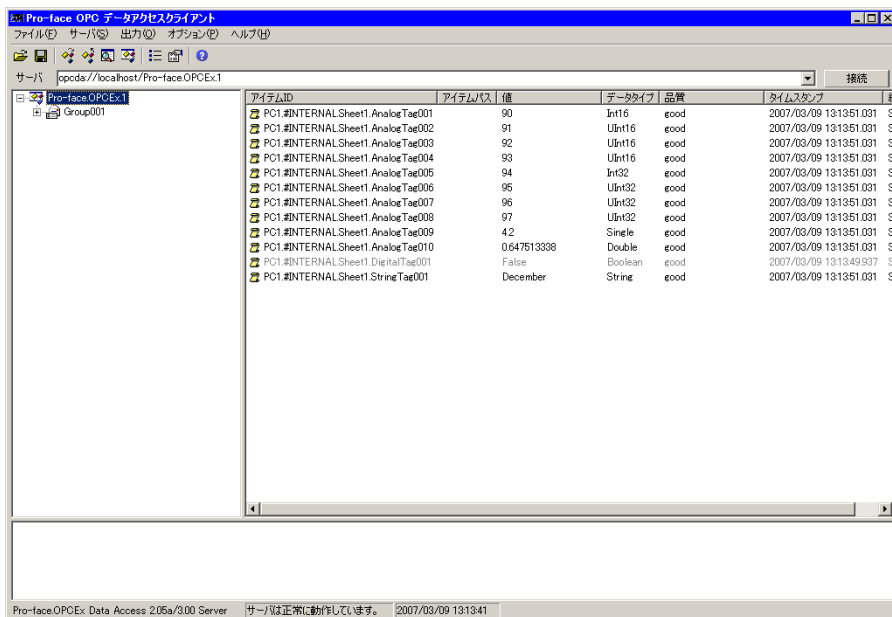 Pro-face OPC データアクセスクライアント
ファイル(F) サーバ(S) 出力(O) オプション(P) ヘルプ(H)
サーバ opcda://localhost/Pro-face.OPCEx.1 接続
Pro-face.OPCEx.1
Group001
アイテムID アイテムパス 値 データタイプ 品質 タイムスタンプ
PC1.#INTERNAL.Sheet1.AnalogTag001 90 Int16 good 2007/03/09 13:13:51.031 S
PC1.#INTERNAL.Sheet1.AnalogTag002 91 UInt16 good 2007/03/09 13:13:51.031 S
PC1.#INTERNAL.Sheet1.AnalogTag003 92 UInt16 good 2007/03/09 13:13:51.031 S
PC1.#INTERNAL.Sheet1.AnalogTag004 93 UInt16 good 2007/03/09 13:13:51.031 S
PC1.#INTERNAL.Sheet1.AnalogTag005 94 Int32 good 2007/03/09 13:13:51.031 S
PC1.#INTERNAL.Sheet1.AnalogTag006 95 UInt32 good 2007/03/09 13:13:51.031 S
PC1.#INTERNAL.Sheet1.AnalogTag007 96 UInt32 good 2007/03/09 13:13:51.031 S
PC1.#INTERNAL.Sheet1.AnalogTag008 97 UInt32 good 2007/03/09 13:13:51.031 S
PC1.#INTERNAL.Sheet1.AnalogTag009 4.2 Single good 2007/03/09 13:13:51.031 S
PC1.#INTERNAL.Sheet1.AnalogTag010 0.647513338 Double good 2007/03/09 13:13:51.031 S
PC1.#INTERNAL.Sheet1.DigitalTag001 False Boolean good 2007/03/09 13:13:49.937 S
PC1.#INTERNAL.Sheet1.StringTag001 December String good 2007/03/09 13:13:51.031 S
Pro-face.OPCEx Data Access 2.05a/3.00 Server サーバは正常に動作しています。 2007/03/09 13:13:41